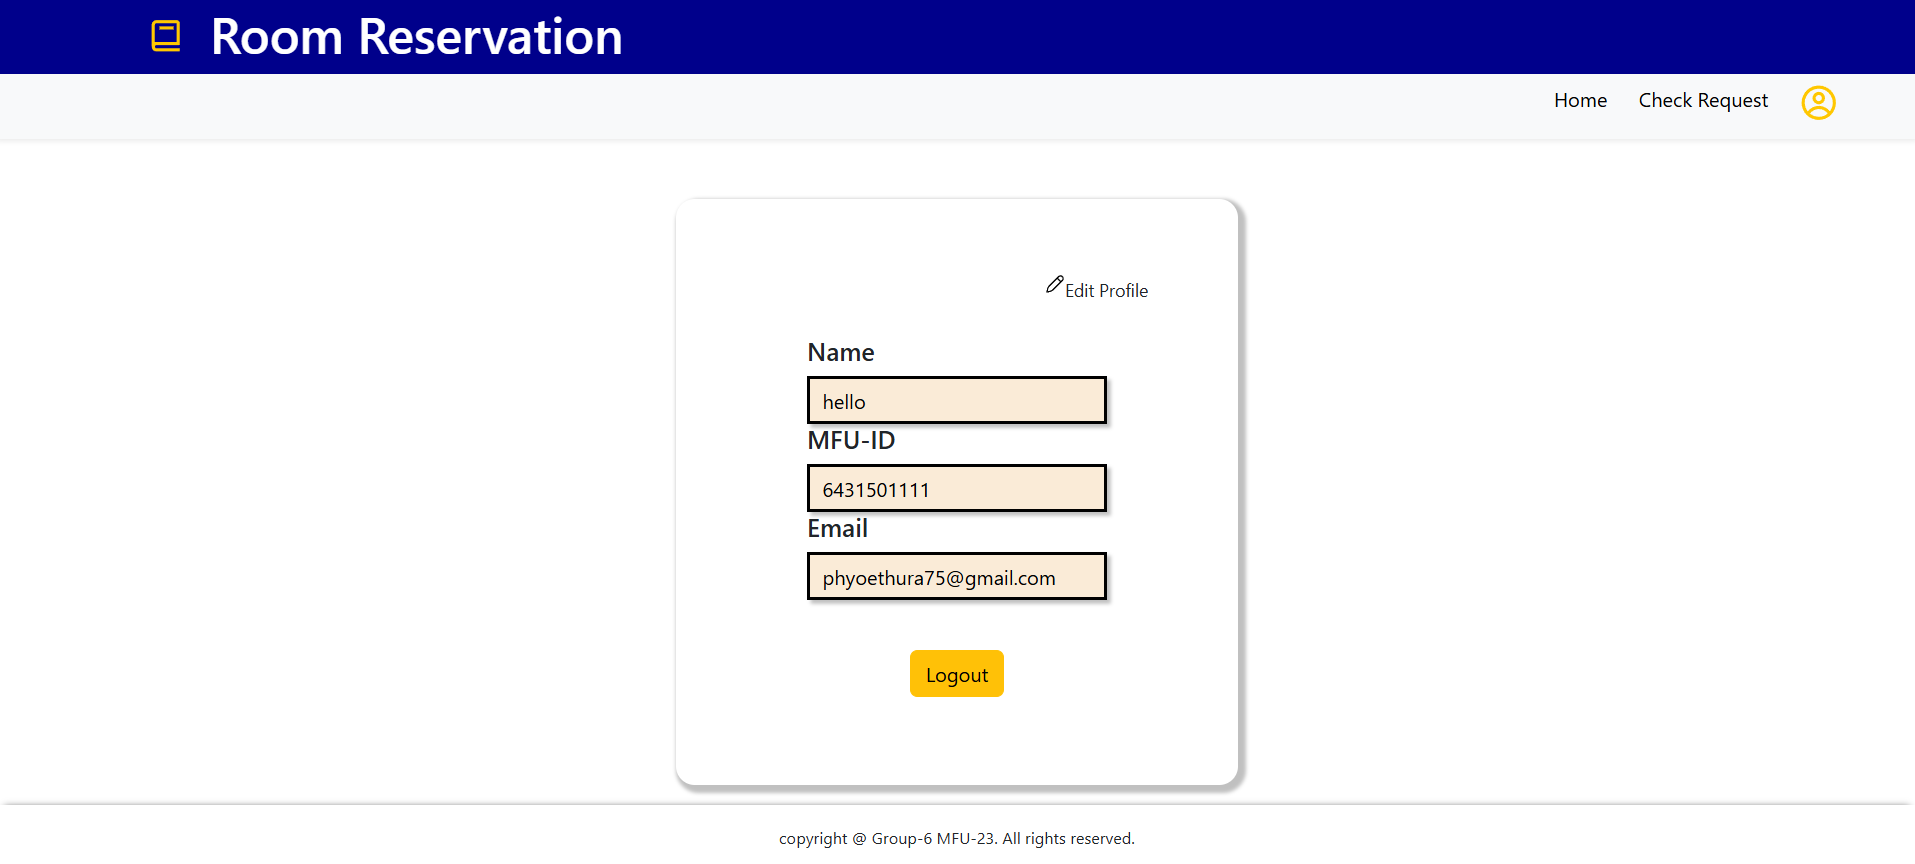 Room Reservation
Home Check Request
Edit Profile
Name
hello
MFU-ID
6431501111
Email
phyoethura75@gmail.com
Logout
copyright @ Group-6 MFU-23. All rights reserved.